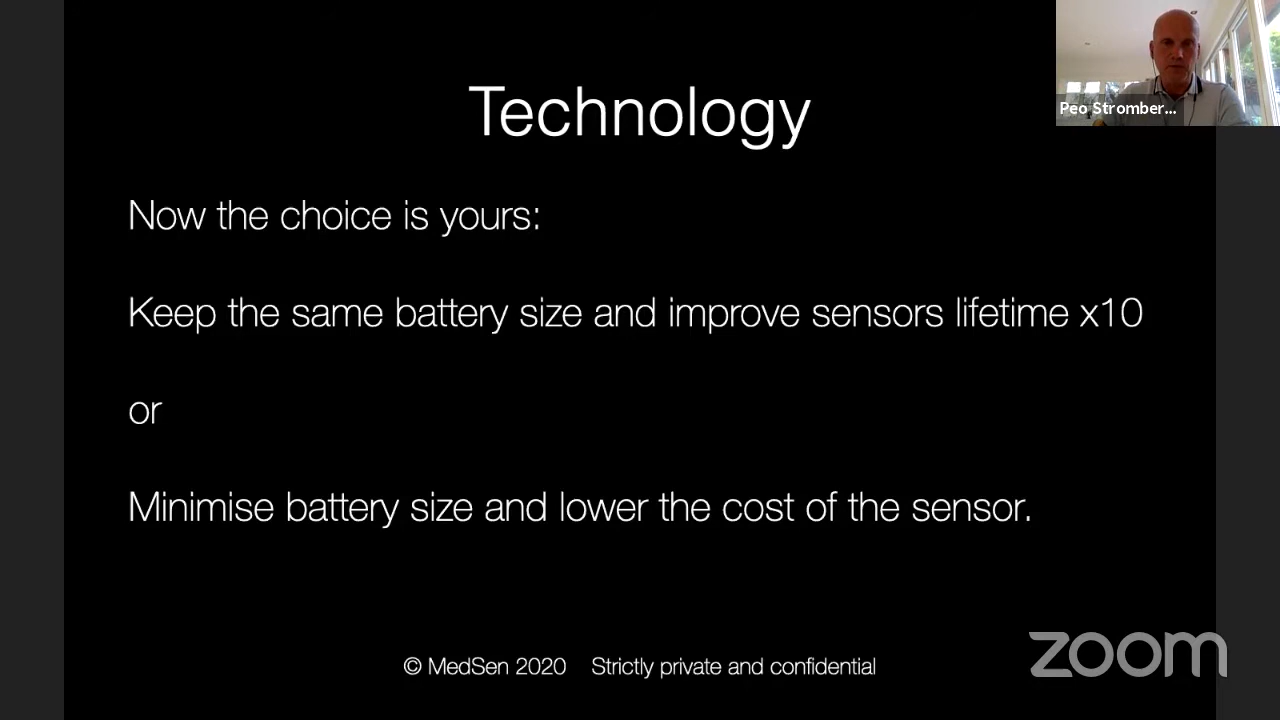 Peo Stromber...
Technology
Now the choice is yours:
Keep the same battery size and improve sensors lifetime x10
or
Minimise battery size and lower the cost of the sensor.
© MedSen 2020 Strictly private and confidential
zoom